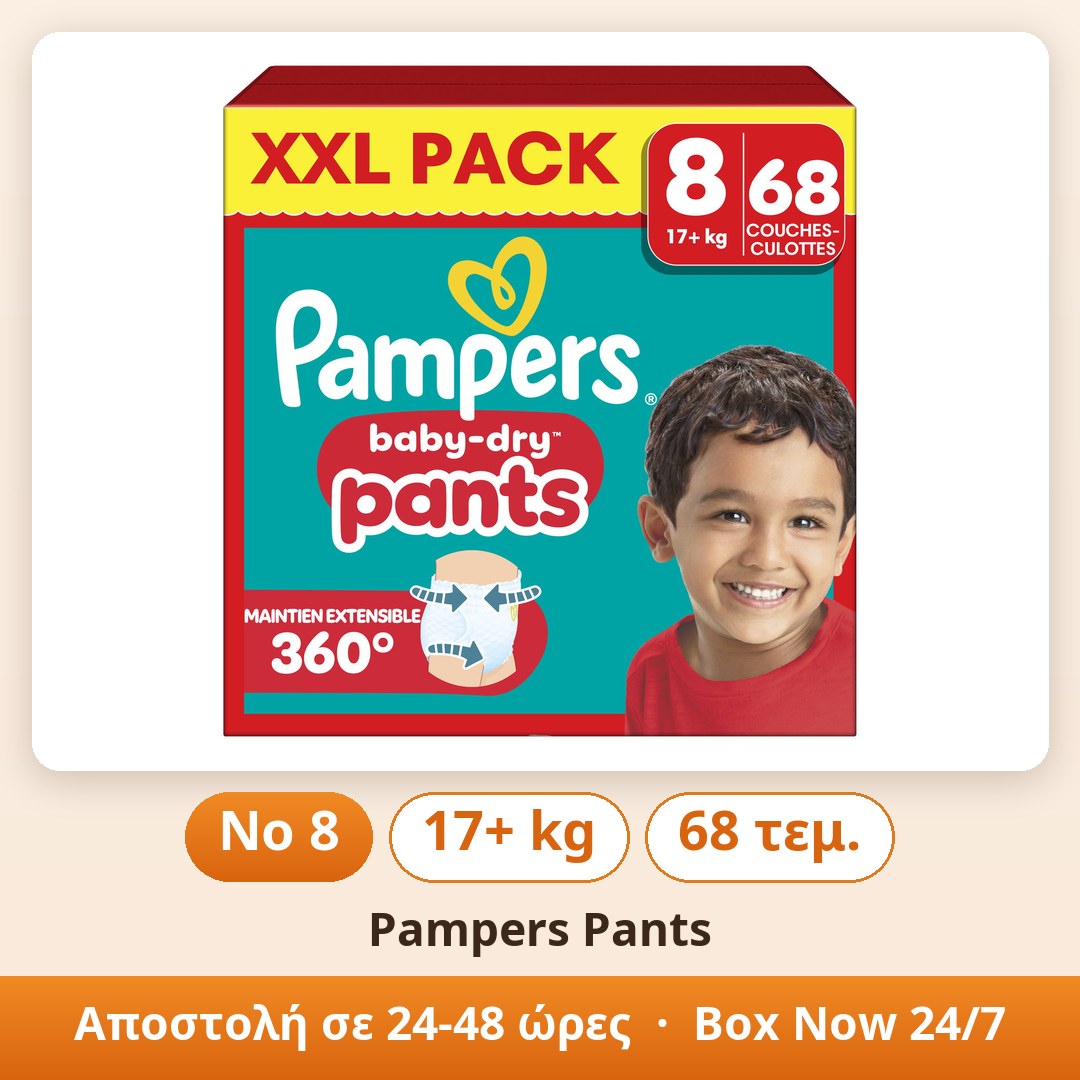 XXL PACK
8
17+ kg
68
COUCHES-
CULOTTES
Pampers®
baby-dry™
pants
MAINTIEN EXTENSIBLE
360°
No 8
17+ kg
68 τεμ.
Pampers Pants
Αποστολή σε 24-48 ώρες · Box Now 24/7